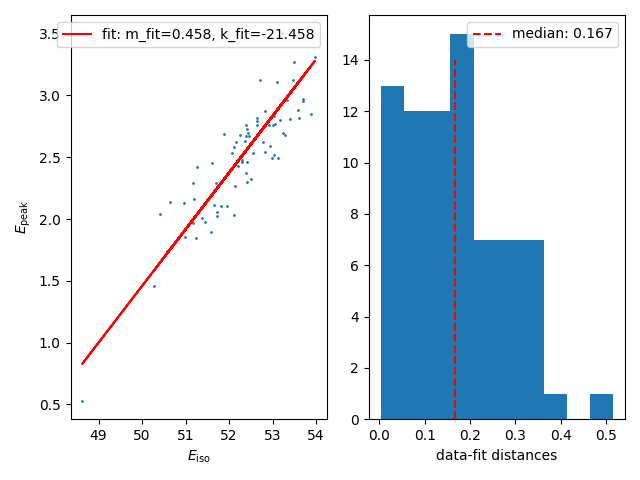 fit: m_fit=0.458, k_fit=-21.458
3.5
3.0
2.5
2.0
1.5
1.0
0.5
E_peak
49 50 51 52 53 54
E_iso
median: 0.167
14
12
10
8
6
4
2
0
0.0 0.1 0.2 0.3 0.4 0.5
data-fit distances